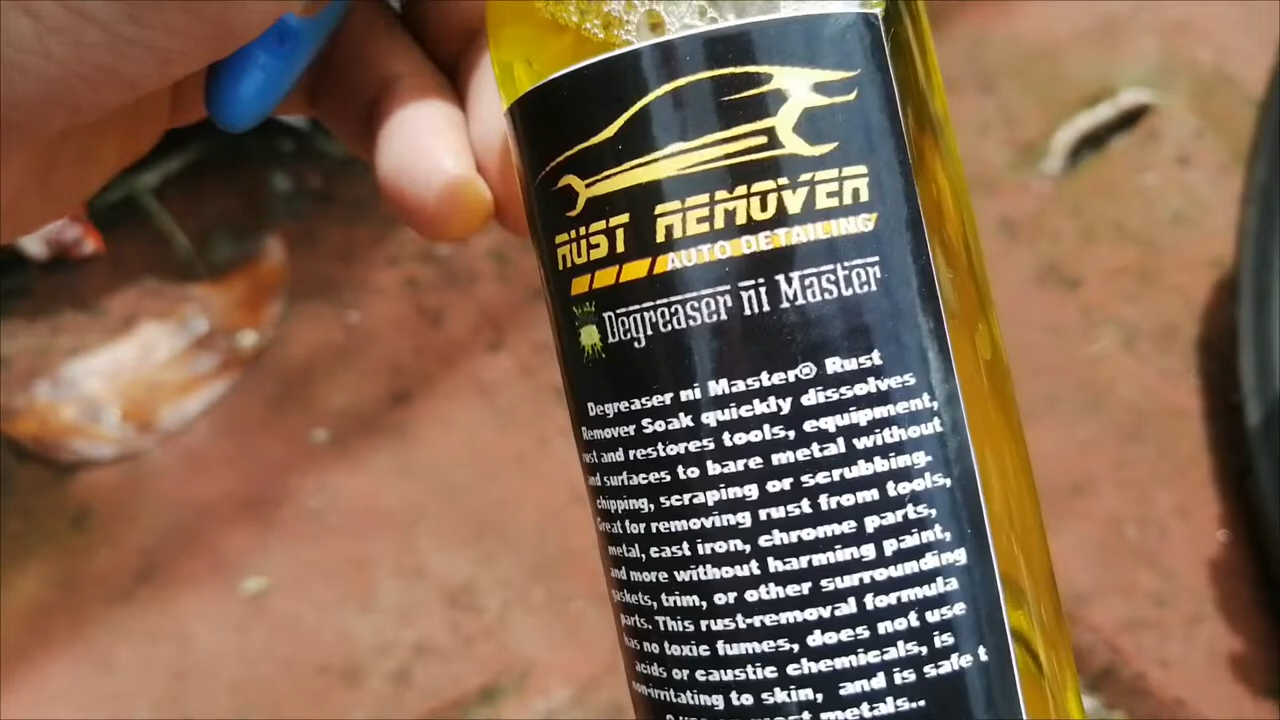 RUST REMOVER
AUTO DETAILING
Degreaser ni Master
Degreaser ni Master® Rust
Remover Soak quickly dissolves
rust and restores tools, equipment,
and surfaces to bare metal without
chipping, scraping or scrubbing.
Great for removing rust from tools,
metal, cast iron, chrome parts,
and more without harming paint,
gaskets, trim, or other surrounding
parts. This rust-removal formula
has no toxic fumes, does not use
acids or caustic chemicals, is
non-irritating to skin, and is safe t
use on most metals..